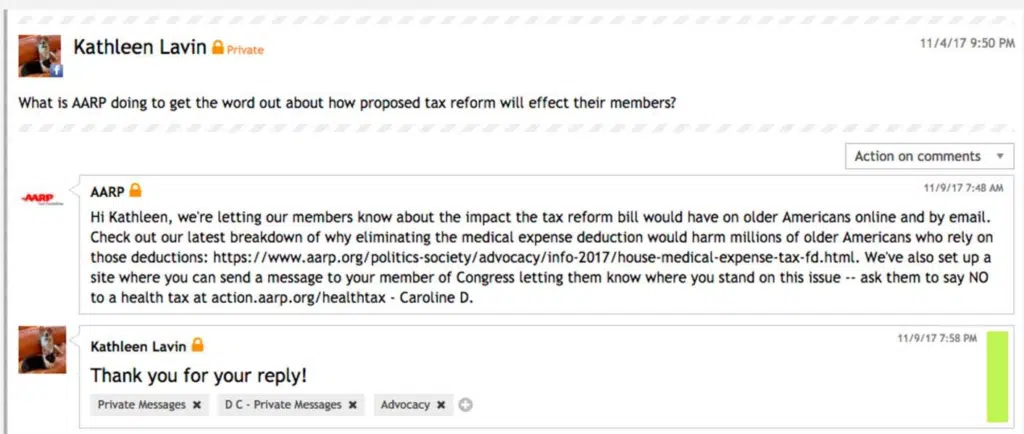 Kathleen Lavin Private
11/4/17 9:50 PM
What is AARP doing to get the word out about how proposed tax reform will effect their members?
Action on comments
AARP
AARP
11/9/17 7:48 AM
Hi Kathleen, we're letting our members know about the impact the tax reform bill would have on older Americans online and by email.
Check out our latest breakdown of why eliminating the medical expense deduction would harm millions of older Americans who rely on
those deductions: https://www.aarp.org/politics-society/advocacy/info-2017/house-medical-expense-tax-fd.html. We've also set up a
site where you can send a message to your member of Congress letting them know where you stand on this issue -- ask them to say NO
to a health tax at action.aarp.org/healthtax - Caroline D.
Kathleen Lavin
11/9/17 7:58 PM
Thank you for your reply!
Private Messages x D C - Private Messages x Advocacy x